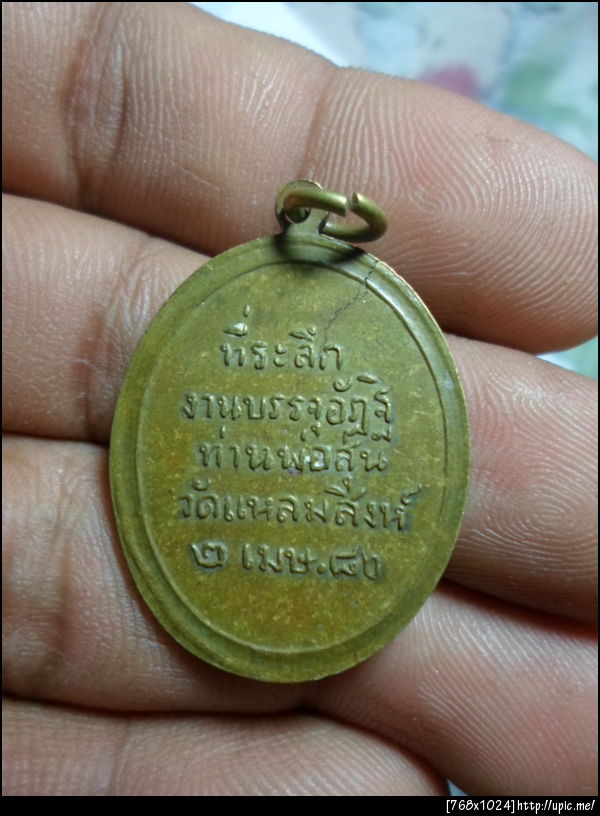 ที่ระลึก
งานบรรจุอัฏฐิ
ท่านพ่อสุ่น
วัดแหลมสิงห์
๒ เมษ.๘๐
[768x1024]http://upic.me/